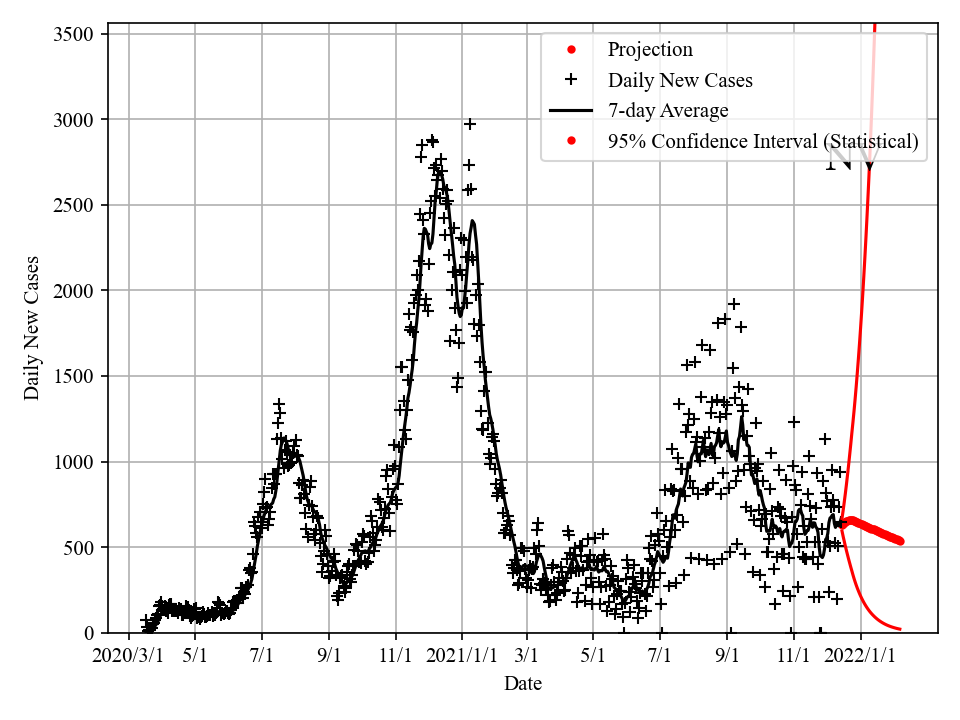 3500
3000
2500
2000
1500
1000
500
0
Daily New Cases
Projection
Daily New Cases
7-day Average
95% Confidence Interval (Statistical)
NV
2020/3/1 5/1 7/1 9/1 11/1 2021/1/1 3/1 5/1 7/1 9/1 11/1 2022/1/1
Date